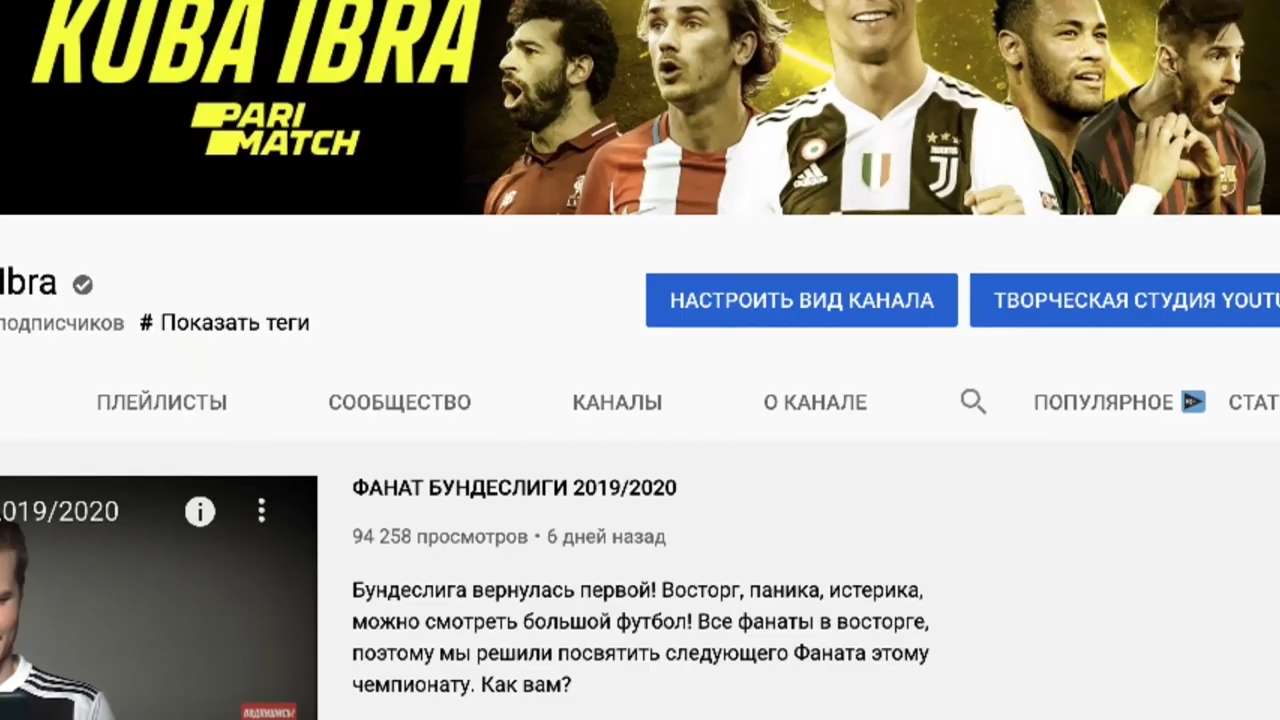 KUBA IBRA
PARI
MATCH
Ibra
подписчиков # Показать теги
НАСТРОИТЬ ВИД КАНАЛА
ТВОРЧЕСКАЯ СТУДИЯ YOUTU
ПЛЕЙЛИСТЫ СООБЩЕСТВО КАНАЛЫ О КАНАЛЕ ПОПУЛЯРНОЕ СТАТ
2019/2020
ФАНАТ БУНДЕСЛИГИ 2019/2020
94 258 просмотров • 6 дней назад
Бундеслига вернулась первой! Восторг, паника, истерика,
можно смотреть большой футбол! Все фанаты в восторге,
поэтому мы решили посвятить следующего Фаната этому
чемпионату. Как вам?
ПОДПИШИСЬ!